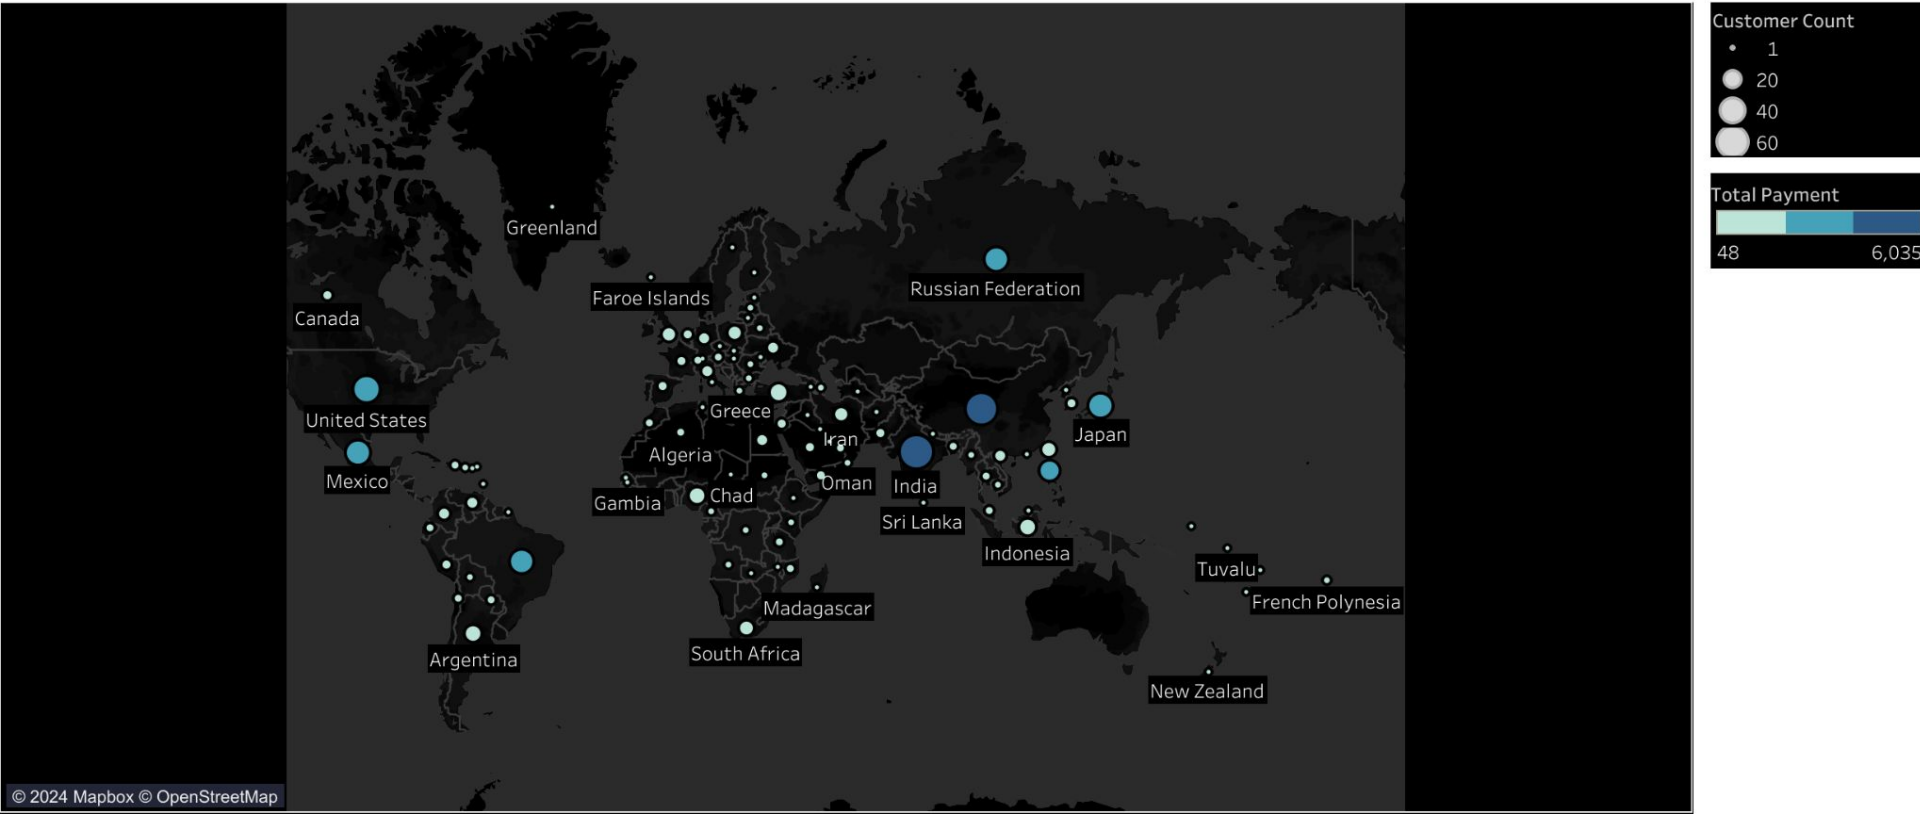 Greenland
Faroe Islands
Russian Federation
Canada
United States
Greece
Japan
Iran
Algeria
Mexico
Oman
India
Gambia
Chad
Sri Lanka
Indonesia
Tuvalu
French Polynesia
Madagascar
South Africa
Argentina
New Zealand
© 2024 Mapbox © OpenStreetMap
Customer Count
1
20
40
60
Total Payment
48 6,035